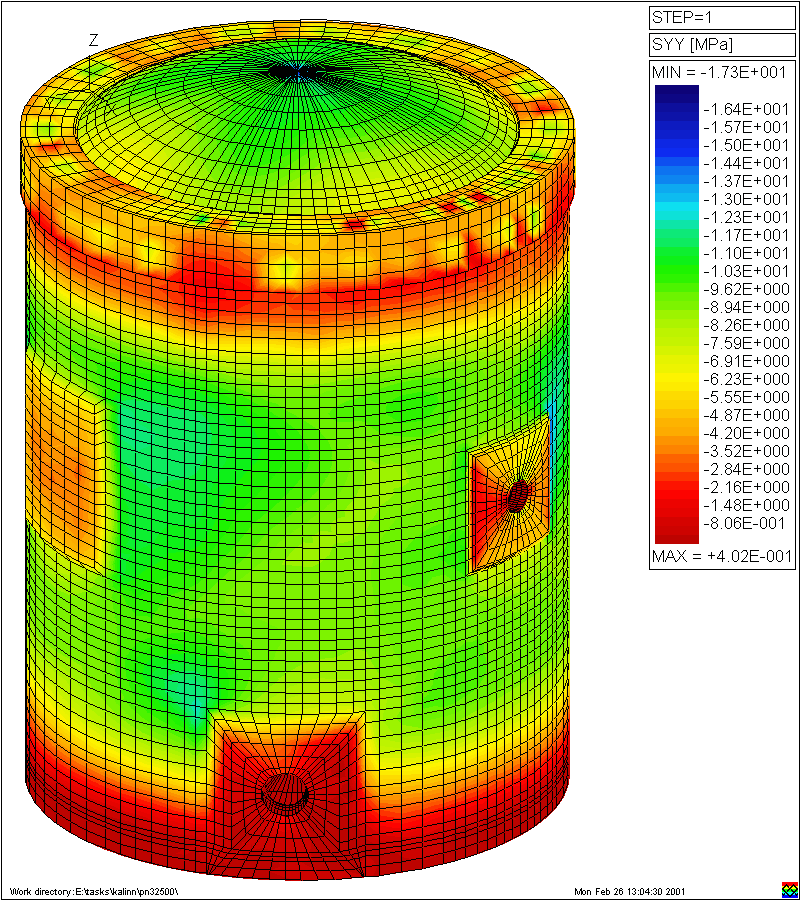 Z
STEP=1
SYY [MPa]
MIN = -1.73E+001
-1.64E+001
-1.57E+001
-1.50E+001
-1.44E+001
-1.37E+001
-1.30E+001
-1.23E+001
-1.17E+001
-1.10E+001
-1.03E+001
-9.62E+000
-8.94E+000
-8.26E+000
-7.59E+000
-6.91E+000
-6.23E+000
-5.55E+000
-4.87E+000
-4.20E+000
-3.52E+000
-2.84E+000
-2.16E+000
-1.48E+000
-8.06E-001
MAX = +4.02E-001
Work directory:E:\tasks\kalinn\pn32500\
Mon Feb 26 13:04:30 2001